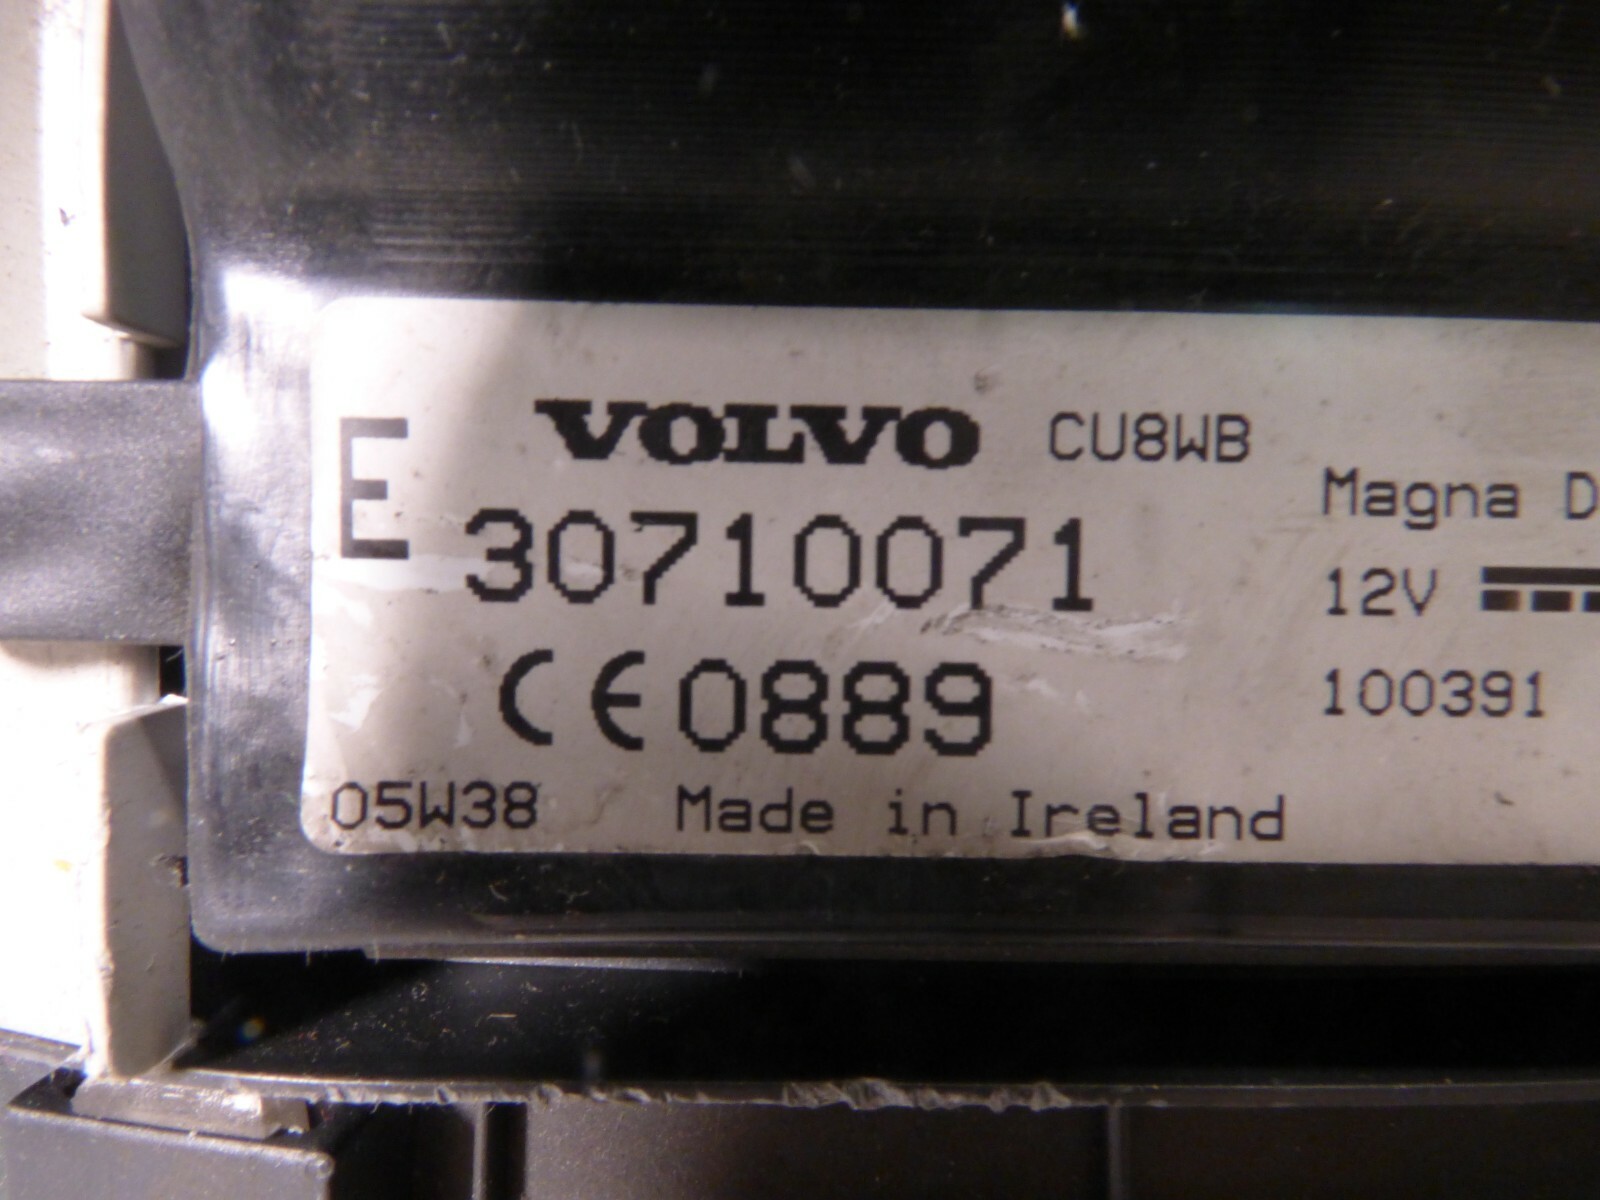 E
VOLVO CU8WB
30710071
CE0889
05W38 Made in Ireland
Magna D
12V
100391